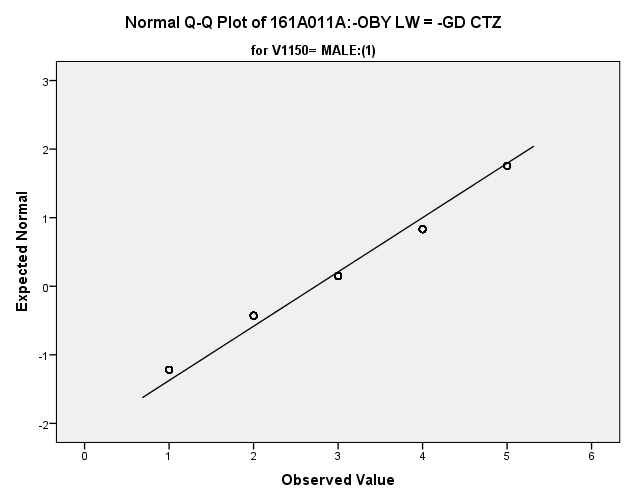 Normal Q-Q Plot of 161A011A:-OBY LW = -GD CTZ
for V1150= MALE:(1)
Expected Normal
3
2
1
0
-1
-2
0 1 2 3 4 5 6
Observed Value